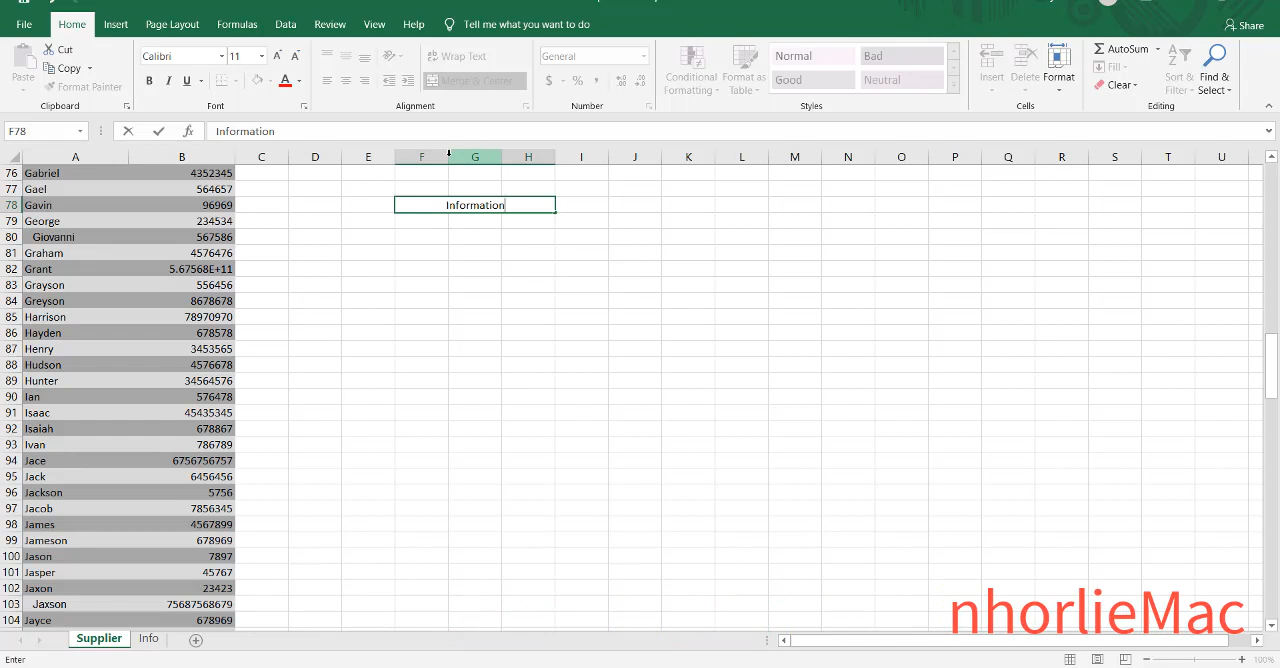 File Home Insert Page Layout Formulas Data Review View Help Tell me what you want to do Share
Paste Cut Copy Format Painter Clipboard
Calibri 11 B I U A Font
Wrap Text Merge & Center Alignment
General $ % , Number
Conditional Formatting Format as Table Normal Bad Good Neutral Styles
Insert Delete Format Cells
AutoSum Fill Clear Sort & Filter Find & Select Editing
F78 fx Information
A B C D E F G H I J K L M N O P Q R S T U
76 Gabriel 4352345
77 Gael 564657
78 Gavin 96969 Information
79 George 234534
80 Giovanni 567586
81 Graham 4576476
82 Grant 5.67568E+11
83 Grayson 556456
84 Greyson 8678678
85 Harrison 78970970
86 Hayden 678578
87 Henry 3453565
88 Hudson 4576678
89 Hunter 34564576
90 Ian 576478
91 Isaac 45435345
92 Isaiah 678867
93 Ivan 786789
94 Jace 6756756757
95 Jack 6456456
96 Jackson 5756
97 Jacob 7856345
98 James 4567899
99 Jameson 678969
100 Jason 7897
101 Jasper 45767
102 Jaxon 23423
103 Jaxson 75687568679
104 Jayce 678969
nhorlieMac
Supplier Info
Enter 100%